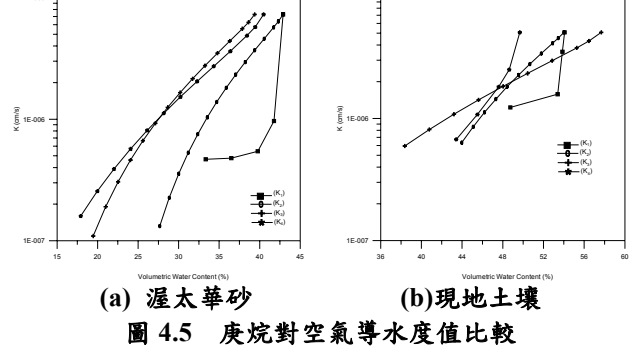 K (cm/s)
1E-006
1E-007
15 20 25 30 35 40 45
Volumetric Water Content (%)
(K₁)
(K₂)
(K₃)
(K₄)
(a) 渥太華砂
K (cm/s)
1E-006
1E-007
36 40 44 48 52 56 60
Volumetric Water Content (%)
(K₁)
(K₂)
(K₃)
(K₄)
(b)現地土壤
圖 4.5 庚烷對空氣導水度值比較